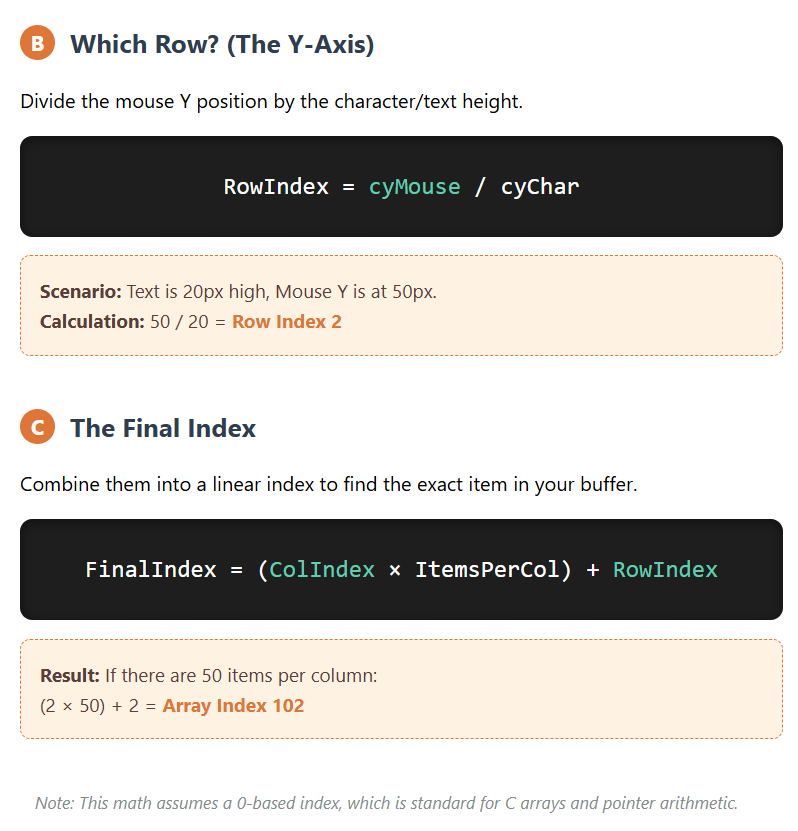 B Which Row? (The Y-Axis)
Divide the mouse Y position by the character/text height.
RowIndex = cyMouse / cyChar
Scenario: Text is 20px high, Mouse Y is at 50px.
Calculation: 50 / 20 = Row Index 2
C The Final Index
Combine them into a linear index to find the exact item in your buffer.
FinalIndex = (ColIndex × ItemsPerCol) + RowIndex
Result: If there are 50 items per column:
(2 × 50) + 2 = Array Index 102
Note: This math assumes a 0-based index, which is standard for C arrays and pointer arithmetic.